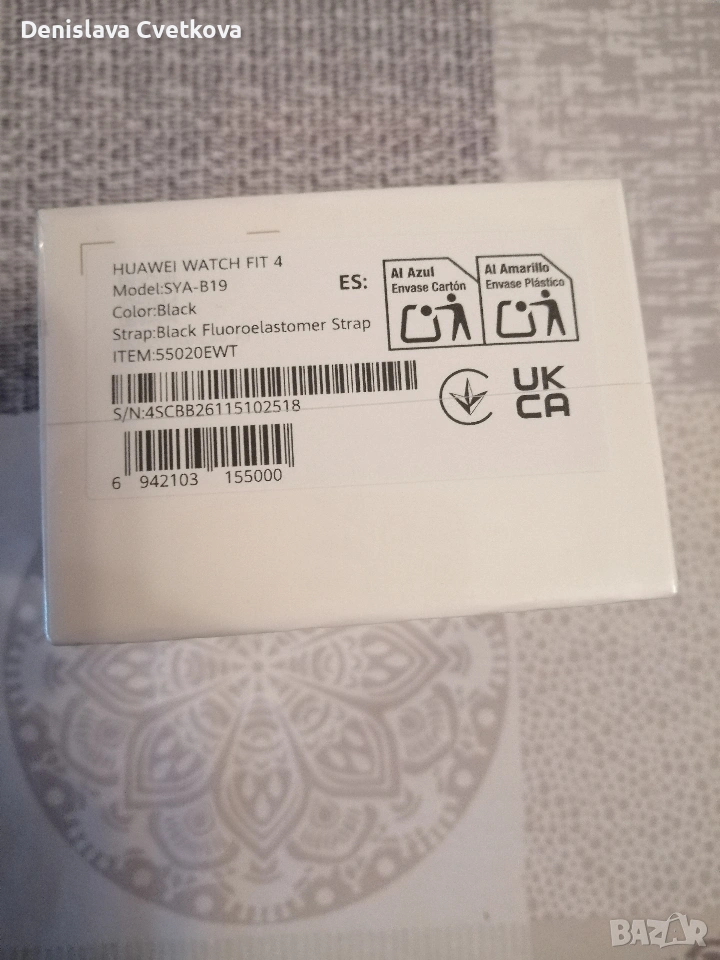 Denislava Cvetkova
HUAWEI WATCH FIT 4
Model:SYA-B19
Color:Black
Strap:Black Fluoroelastomer Strap
ITEM:55020EWT
S/N:4SCBB26115102518
6 942103 155000
ES:
Al Azul
Envase Cartón
Al Amarillo
Envase Plástico
UK
CA
BAZAR